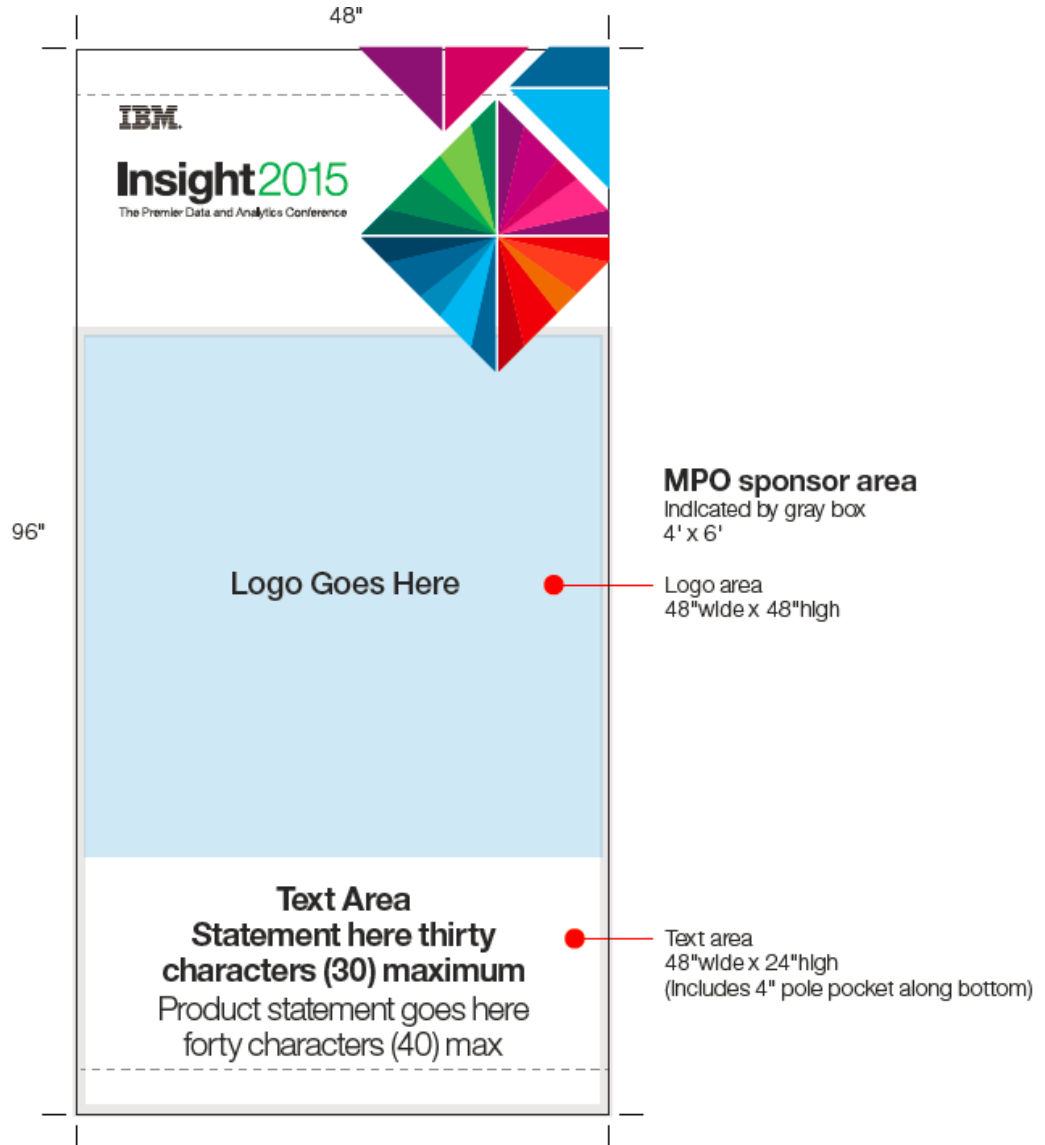 48"
IBM.
Insight2015
The Premier Data and Analytics Conference
96"
Logo Goes Here
MPO sponsor area
Indicated by gray box
4' x 6'
Logo area
48"wide x 48"high
Text Area
Statement here thirty
characters (30) maximum
Product statement goes here
forty characters (40) max
Text area
48"wide x 24"high
(Includes 4" pole pocket along bottom)